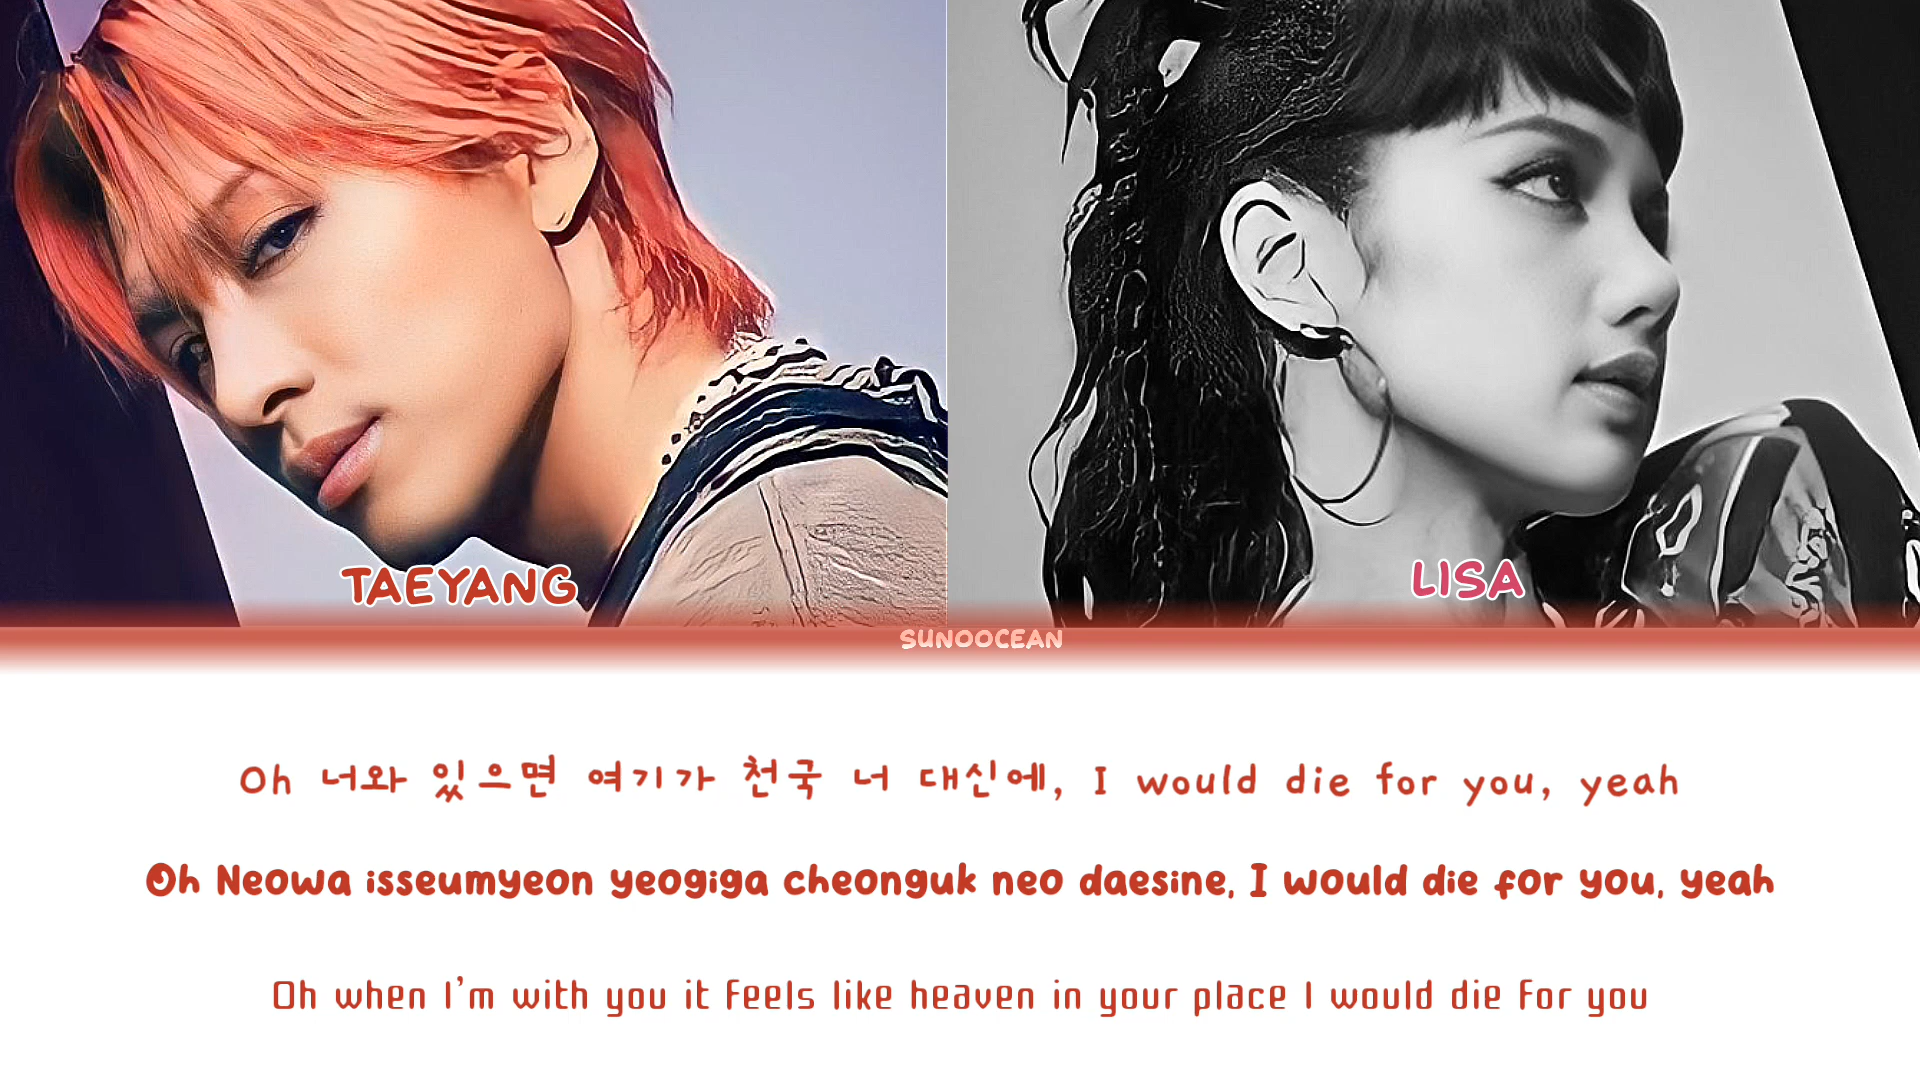 TAEYANG
LISA
SUNOOCEAN
Oh 너와 있으면 여기가 천국 너 대신에, I would die for you, yeah
Oh Neowa isseumyeon yeogiga cheonguk neo daesine, I would die for you, yeah
Oh when I'm with you it feels like heaven in your place I would die for you